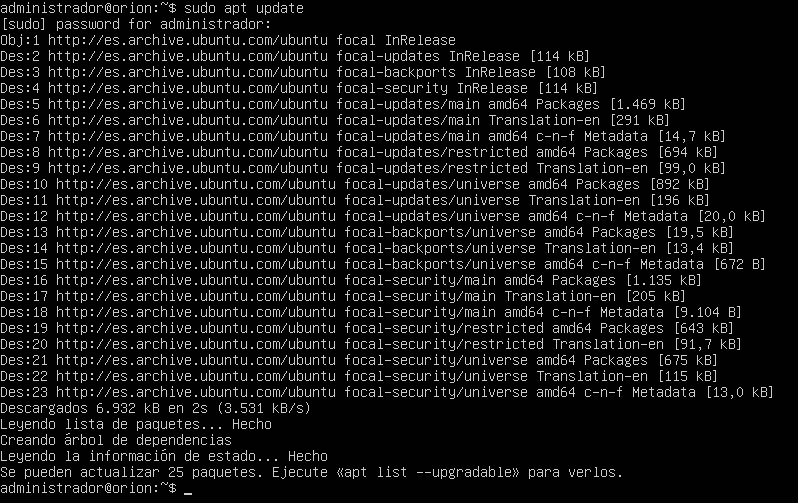 administrador@orion:~$ sudo apt update
[sudo] password for administrador:
Obj:1 http://es.archive.ubuntu.com/ubuntu focal InRelease
Des:2 http://es.archive.ubuntu.com/ubuntu focal-updates InRelease [114 kB]
Des:3 http://es.archive.ubuntu.com/ubuntu focal-backports InRelease [108 kB]
Des:4 http://es.archive.ubuntu.com/ubuntu focal-security InRelease [114 kB]
Des:5 http://es.archive.ubuntu.com/ubuntu focal-updates/main amd64 Packages [1.469 kB]
Des:6 http://es.archive.ubuntu.com/ubuntu focal-updates/main Translation-en [291 kB]
Des:7 http://es.archive.ubuntu.com/ubuntu focal-updates/main amd64 c-n-f Metadata [14,7 kB]
Des:8 http://es.archive.ubuntu.com/ubuntu focal-updates/restricted amd64 Packages [694 kB]
Des:9 http://es.archive.ubuntu.com/ubuntu focal-updates/restricted Translation-en [99,0 kB]
Des:10 http://es.archive.ubuntu.com/ubuntu focal-updates/universe amd64 Packages [892 kB]
Des:11 http://es.archive.ubuntu.com/ubuntu focal-updates/universe Translation-en [196 kB]
Des:12 http://es.archive.ubuntu.com/ubuntu focal-updates/universe amd64 c-n-f Metadata [20,0 kB]
Des:13 http://es.archive.ubuntu.com/ubuntu focal-backports/universe amd64 Packages [19,5 kB]
Des:14 http://es.archive.ubuntu.com/ubuntu focal-backports/universe Translation-en [13,4 kB]
Des:15 http://es.archive.ubuntu.com/ubuntu focal-backports/universe amd64 c-n-f Metadata [672 B]
Des:16 http://es.archive.ubuntu.com/ubuntu focal-security/main amd64 Packages [1.135 kB]
Des:17 http://es.archive.ubuntu.com/ubuntu focal-security/main Translation-en [205 kB]
Des:18 http://es.archive.ubuntu.com/ubuntu focal-security/main amd64 c-n-f Metadata [9.104 B]
Des:19 http://es.archive.ubuntu.com/ubuntu focal-security/restricted amd64 Packages [643 kB]
Des:20 http://es.archive.ubuntu.com/ubuntu focal-security/restricted Translation-en [91,7 kB]
Des:21 http://es.archive.ubuntu.com/ubuntu focal-security/universe amd64 Packages [675 kB]
Des:22 http://es.archive.ubuntu.com/ubuntu focal-security/universe Translation-en [115 kB]
Des:23 http://es.archive.ubuntu.com/ubuntu focal-security/universe amd64 c-n-f Metadata [13,0 kB]
Descargados 6.932 kB en 2s (3.531 kB/s)
Leyendo lista de paquetes... Hecho
Creando árbol de dependencias
Leyendo la información de estado... Hecho
Se pueden actualizar 25 paquetes. Ejecute «apt list --upgradable» para verlos.
administrador@orion:~$ _